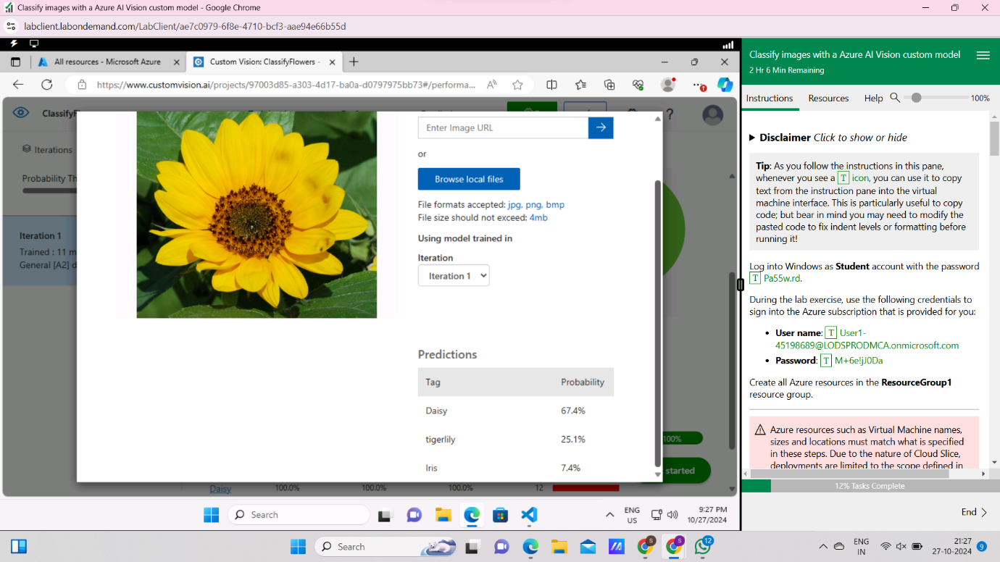 Classify images with a Azure AI Vision custom model - Google Chrome
labclient.labondemand.com/LabClient/ae7c0979-6f8e-4710-bcf3-aae94e66b55d
All resources - Microsoft Azure
Custom Vision: ClassifyFlowers -
https://www.customvision.ai/projects/97003d85-a303-4d17-ba0a-d0797975bb73#/performa...
?
Iterations
Probability Th
Iteration 1
Trained : 11 m
General [A2] d
Enter Image URL
or
Browse local files
File formats accepted: jpg, png, bmp
File size should not exceed: 4mb
Using model trained in
Iteration
Iteration 1
Predictions
Tag Probability
Daisy 67.4%
tigerlily 25.1%
Iris 7.4%
100%
started
Daisy 100.0% 100.0% 100.0% 12
Search
ENG
US
9:27 PM
10/27/2024
Classify images with a Azure AI Vision custom model
2 Hr 6 Min Remaining
Instructions Resources Help 100%
Disclaimer Click to show or hide
Tip: As you follow the instructions in this pane,
whenever you see a T icon, you can use it to copy
text from the instruction pane into the virtual
machine interface. This is particularly useful to copy
code; but bear in mind you may need to modify the
pasted code to fix indent levels or formatting before
running it!
Log into Windows as Student account with the password
T Pa55w.rd.
During the lab exercise, use the following credentials to
sign into the Azure subscription that is provided for you:
• User name: T User1-
45198689@LODSPRODMCA.onmicrosoft.com
• Password: T M+6e!jJ0Da
Create all Azure resources in the ResourceGroup1
resource group.
Azure resources such as Virtual Machine names,
sizes and locations must match what is specified
in these steps. Due to the nature of Cloud Slice,
deployments are limited to the scope defined in
12% Tasks Complete
End
Search
12
ENG
IN
21:27
27-10-2024
9